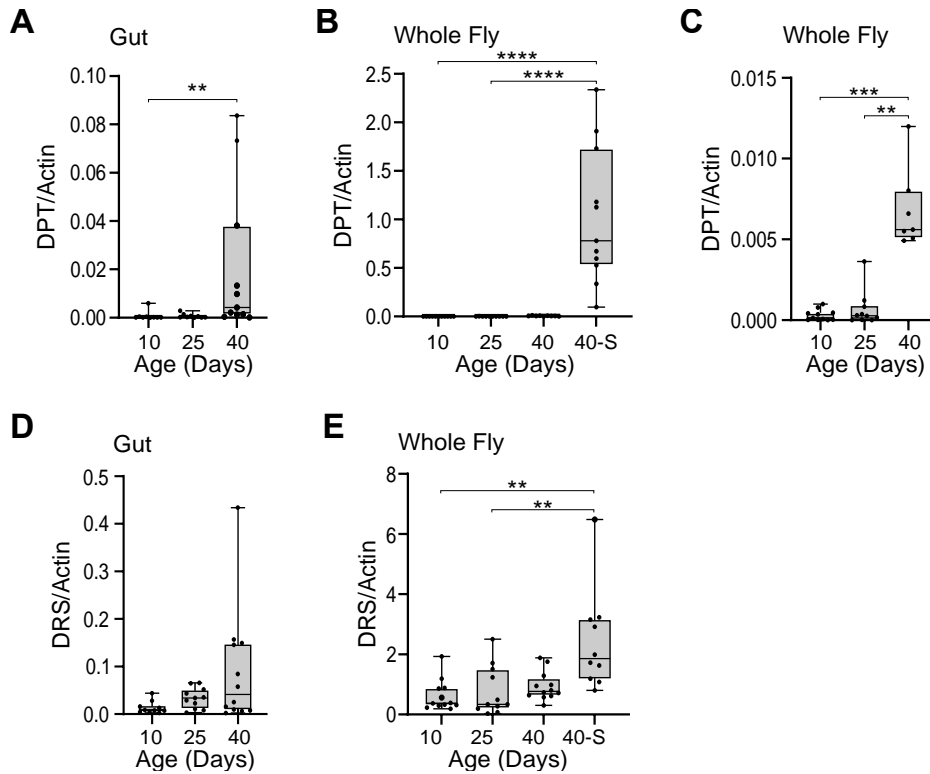 A
Gut
DPT/Actin
0.10
0.08
0.06
0.04
0.02
0.00
**
10 25 40
Age (Days)
B
Whole Fly
DPT/Actin
2.5
2.0
1.5
1.0
0.5
0.0
****
****
10 25 40 40-S
Age (Days)
C
Whole Fly
DPT/Actin
0.015
0.010
0.005
0.000
***
**
10 25 40
Age (Days)
D
Gut
DRS/Actin
0.5
0.4
0.3
0.2
0.1
0.0
10 25 40
Age (Days)
E
Whole Fly
DRS/Actin
8
6
4
2
0
**
**
10 25 40 40-S
Age (Days)